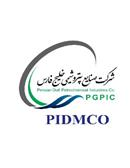 شرکت صنایع پتروشیمی خلیج فارس
Persian Gulf Petrochemical Industries Co.
PGPIC
PIDMCO